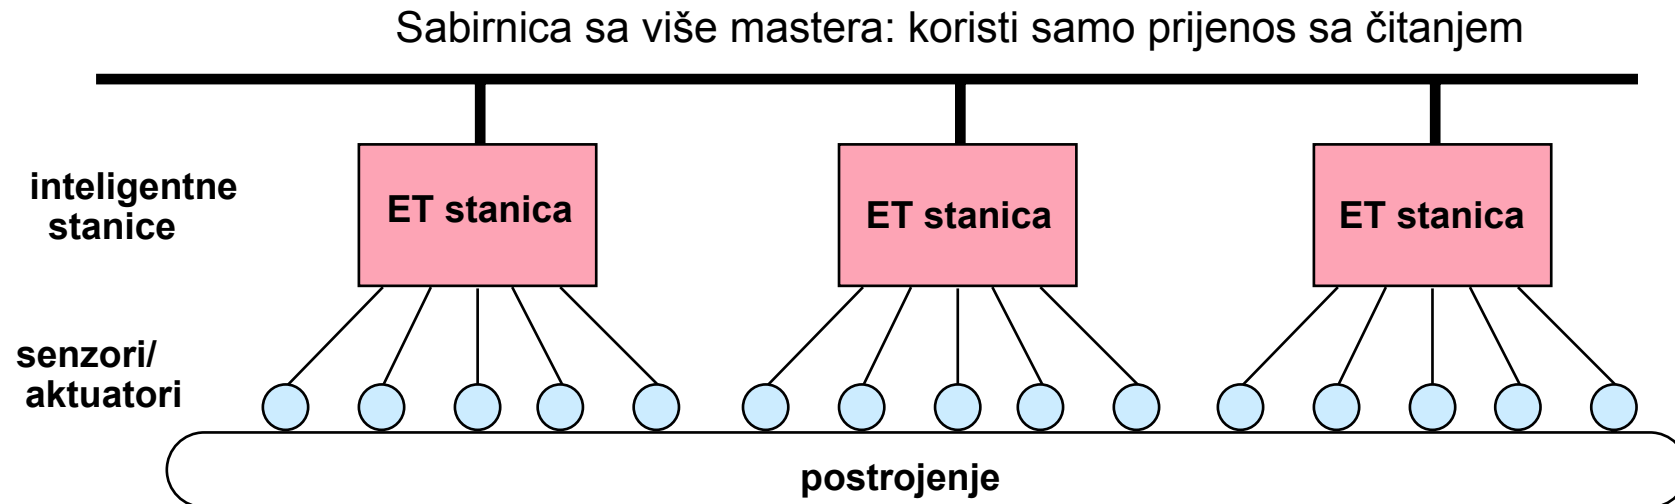 Sabirnica sa više mastera: koristi samo prijenos sa čitanjem
inteligentne
stanice
ET stanica
ET stanica
ET stanica
senzori/
aktuatori
postrojenje